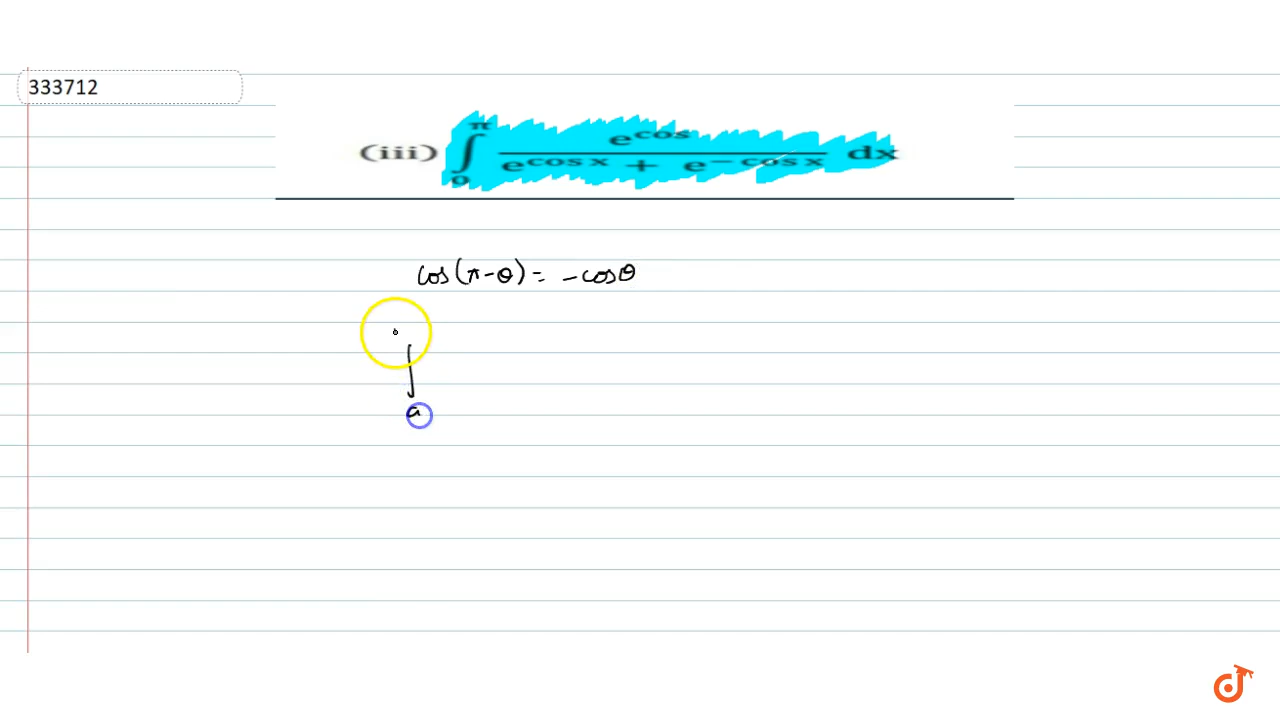 333712
(iii) ∫₀^π e^cos / (e^cos x + e^− cos x) dx
cos(π-θ) = -cosθ
∫
a